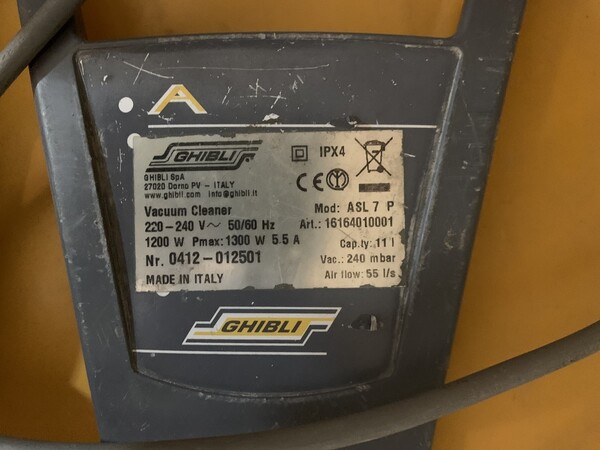 A
GHIBLI
IPX4
GHIBLI SpA
27020 Dorno PV - ITALY
www.ghibli.com info@ghibli.it
CE
Vacuum Cleaner
Mod: ASL 7 P
220-240 V~ 50/60 Hz
Art.: 16164010001
1200 W Pmax: 1300 W 5.5 A
Cap.ty: 11 l
Nr. 0412-012501
Vac.: 240 mbar
MADE IN ITALY
Air flow: 55 l/s
GHIBLI